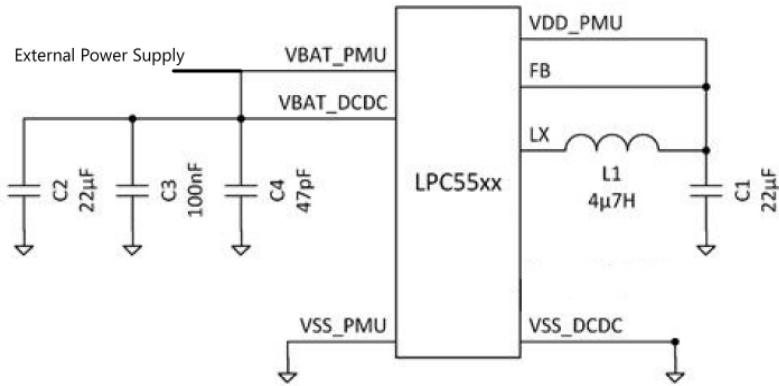 External Power Supply
VBAT_PMU
VBAT_DCDC
VDD_PMU
FB
LX
LPC55xx
L1
4µ7H
C2
22µF
C3
100nF
C4
47pF
C1
22µF
VSS_PMU
VSS_DCDC